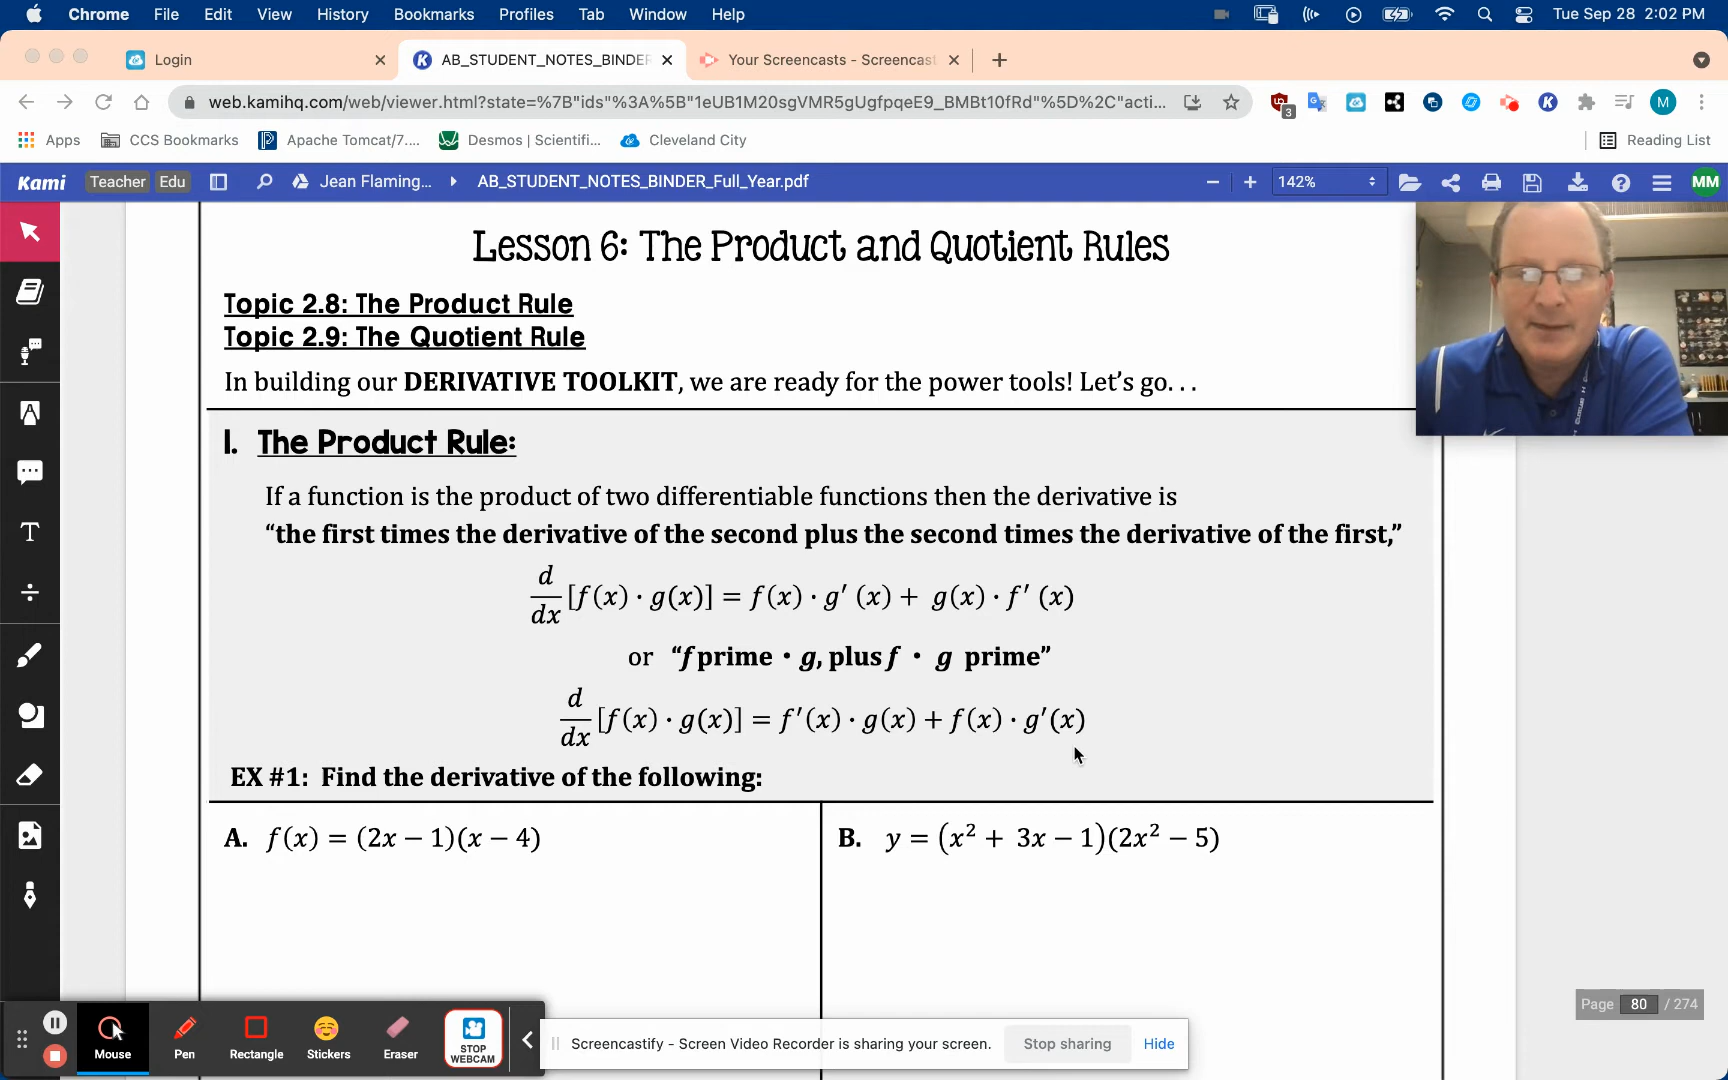 Chrome File Edit View History Bookmarks Profiles Tab Window Help Tue Sep 28 2:02 PM
Login AB_STUDENT_NOTES_BINDER Your Screencasts - Screencast
web.kamihq.com/web/viewer.html?state=%7B"ids"%3A%5B"1eUB1M20sgVMR5gUgfpqeE9_BMBt10fRd"%5D%2C"acti... 3 M
Apps CCS Bookmarks Apache Tomcat/7.... Desmos | Scientifi... Cleveland City Reading List
Kami Teacher Edu Jean Flaming... AB_STUDENT_NOTES_BINDER_Full_Year.pdf 142% MM
Lesson 6: The Product and Quotient Rules
Topic 2.8: The Product Rule
Topic 2.9: The Quotient Rule
In building our DERIVATIVE TOOLKIT, we are ready for the power tools! Let's go. . .
I. The Product Rule:
If a function is the product of two differentiable functions then the derivative is
“the first times the derivative of the second plus the second times the derivative of the first,”
d/dx [f(x) · g(x)] = f(x) · g′ (x) + g(x) · f′ (x)
or “f prime · g, plus f · g prime”
d/dx [f(x) · g(x)] = f′(x) · g(x) + f(x) · g′(x)
EX #1: Find the derivative of the following:
A. f(x) = (2x − 1)(x − 4)
B. y = (x² + 3x − 1)(2x² − 5)
Page 80 / 274
Mouse Pen Rectangle Stickers Eraser STOP WEBCAM
Screencastify - Screen Video Recorder is sharing your screen. Stop sharing Hide